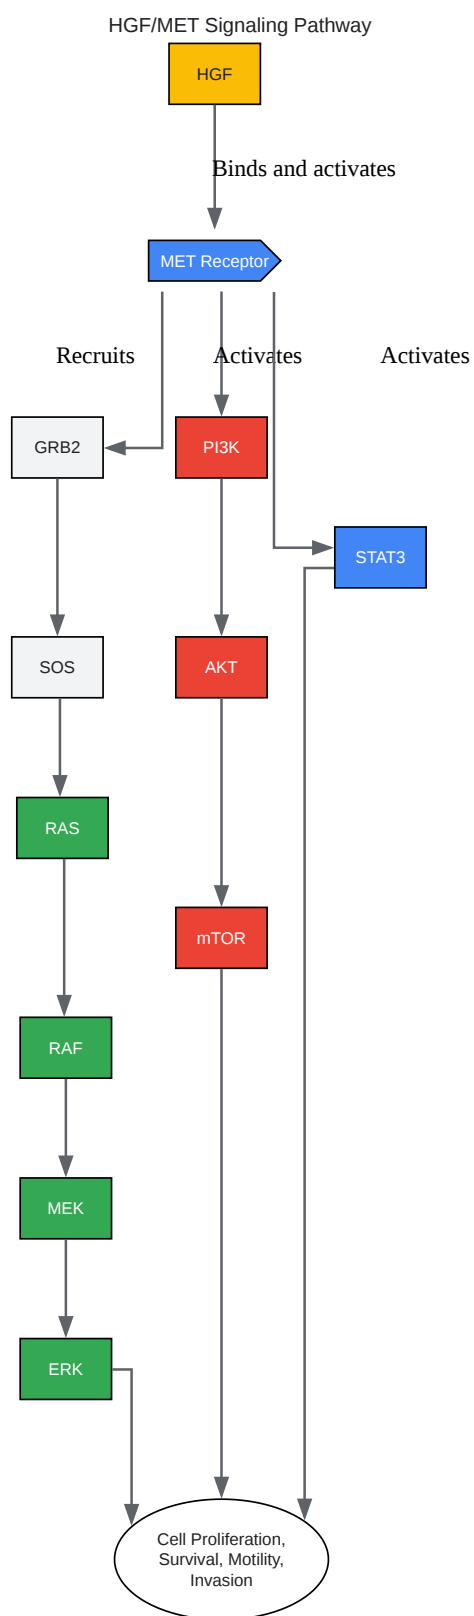 HGF/MET Signaling Pathway
HGF
Binds and activates
MET Receptor
Recruits
Activates
Activates
GRB2
PI3K
STAT3
SOS
AKT
RAS
mTOR
RAF
MEK
ERK
Cell Proliferation,
Survival, Motility,
Invasion